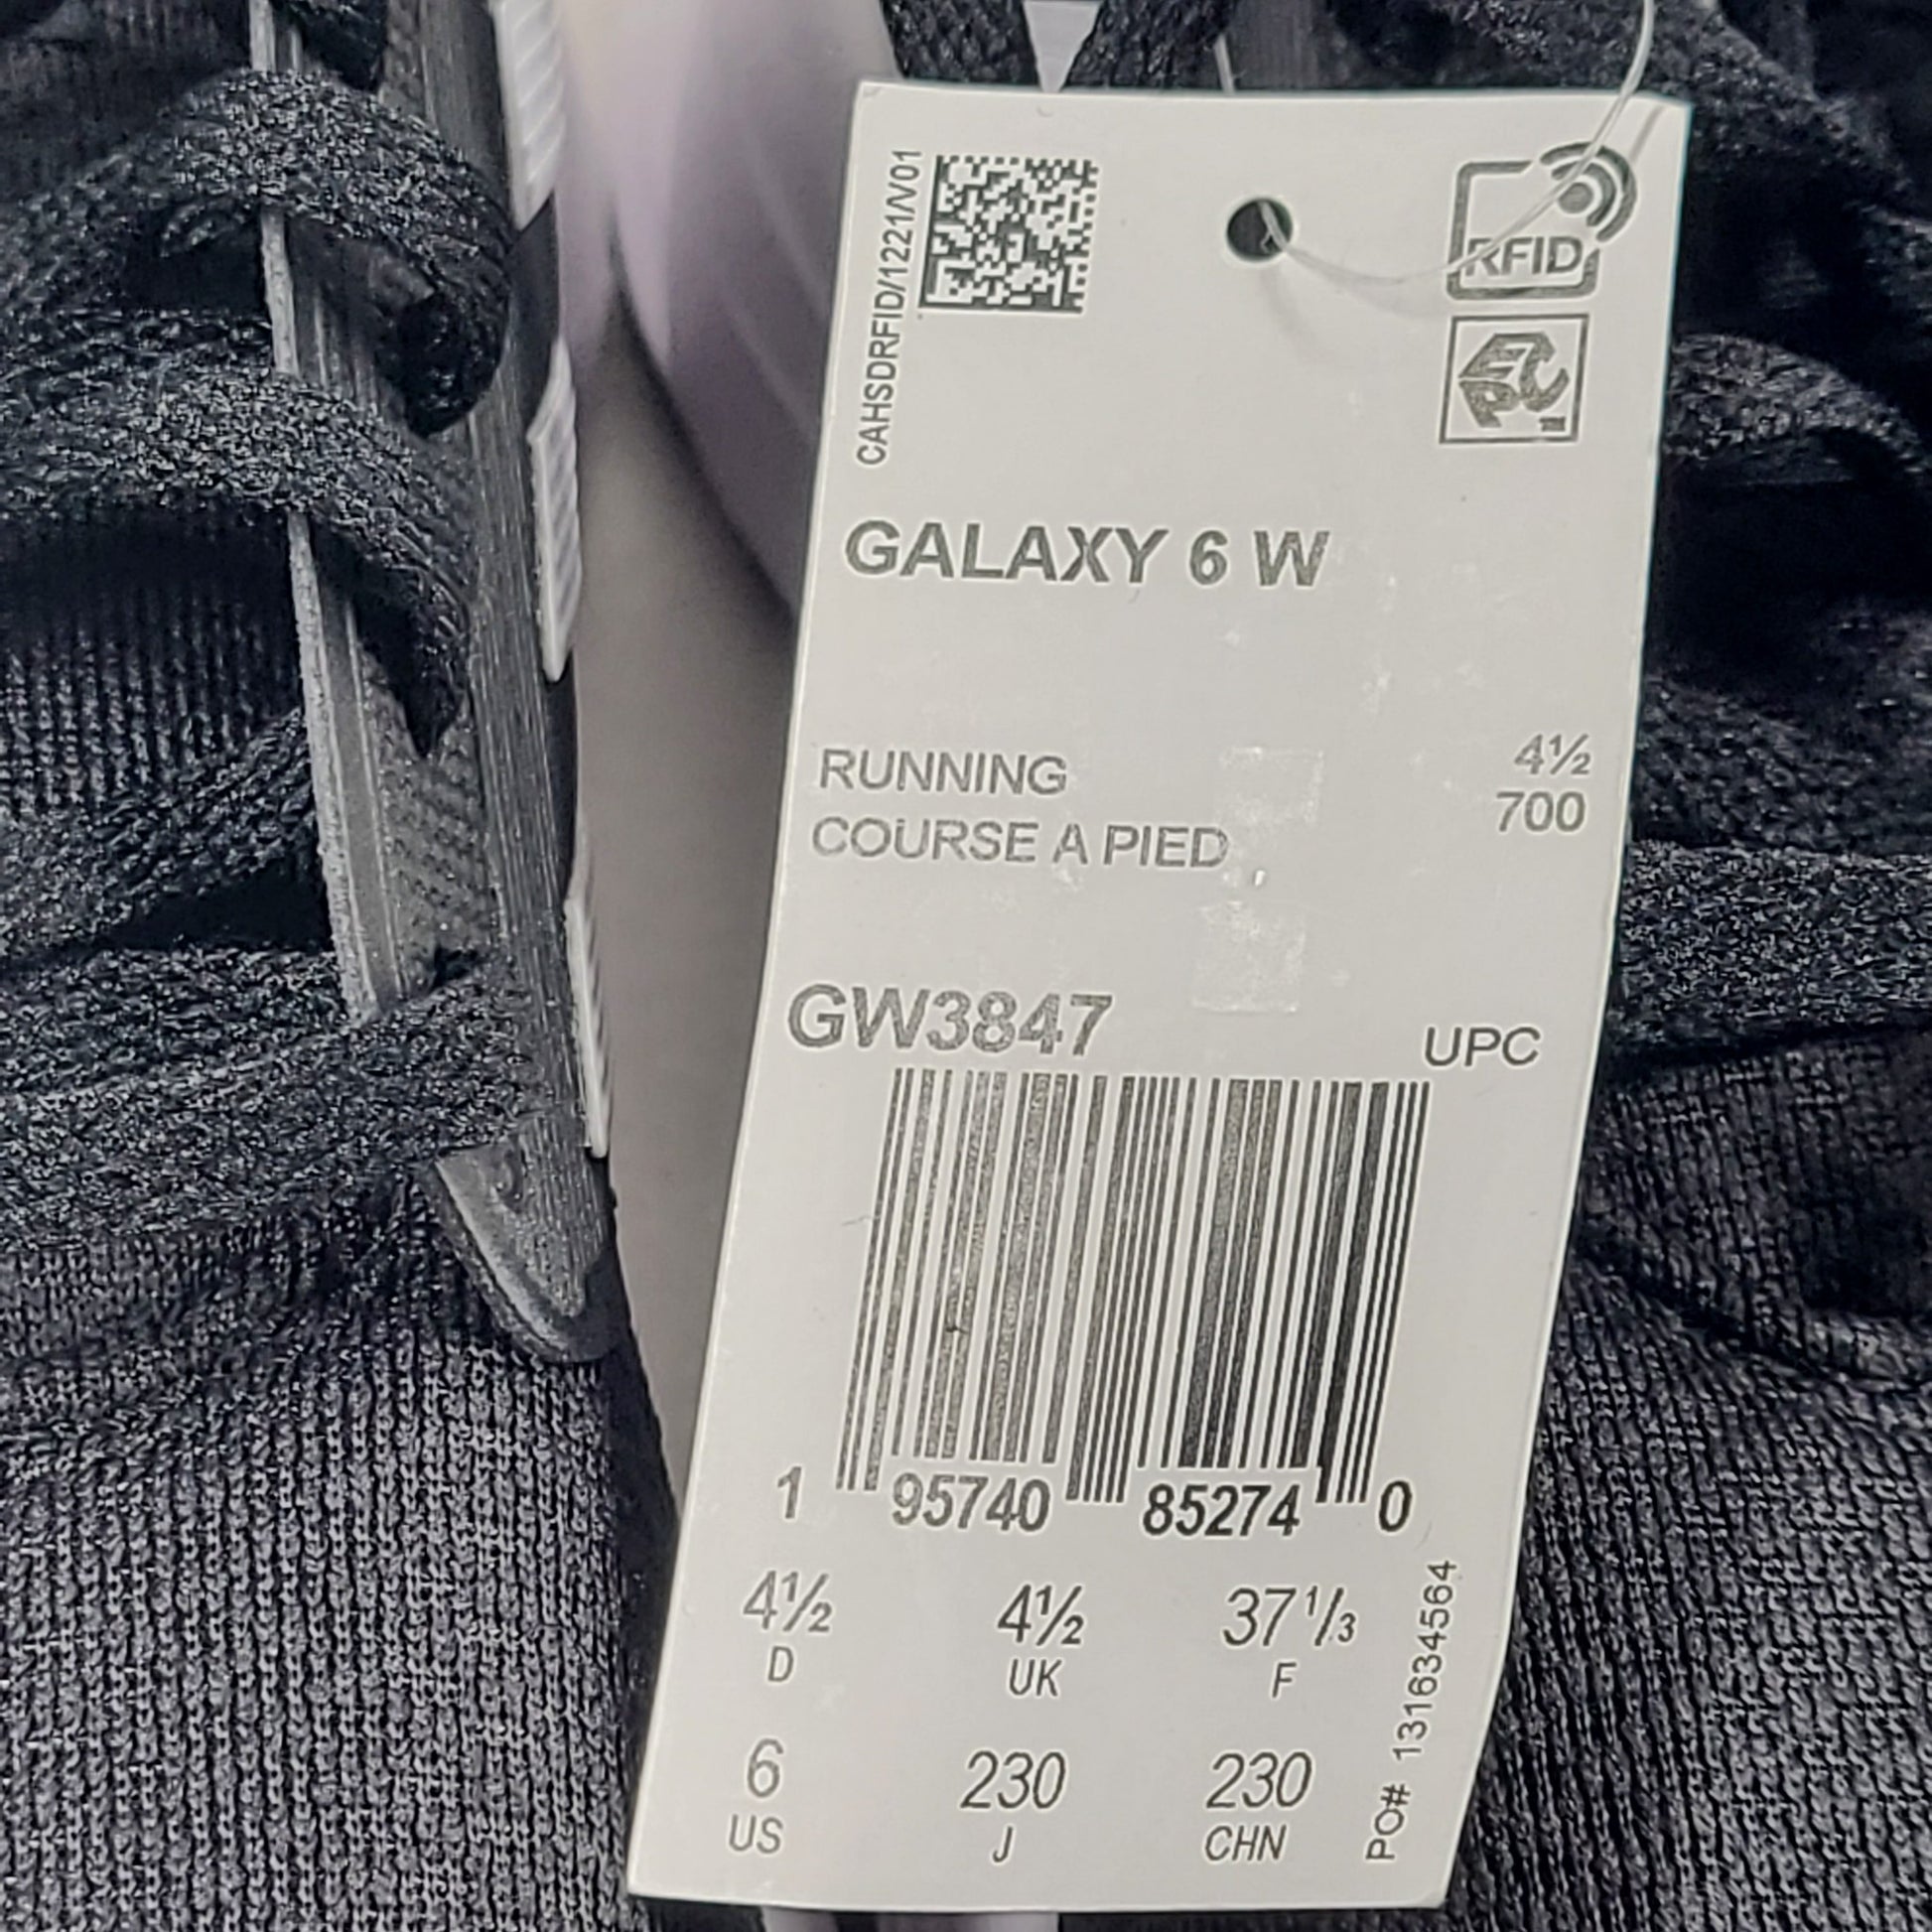 CAHSDRFID/1221/V01
RFID
GALAXY 6 W
RUNNING
COURSE A PIED
4½
700
GW3847
UPC
1 95740 85274 0
4½ 4½ 37 1/3
D UK F
6 230 230
US J CHN
PO# 131634564